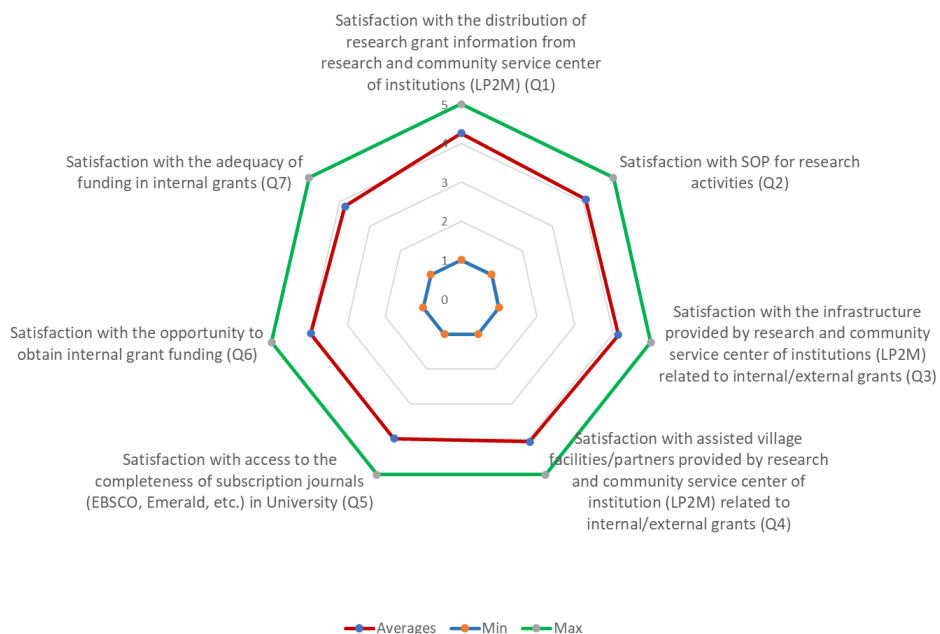 Satisfaction with the distribution of
research grant information from
research and community service center
of institutions (LP2M) (Q1)
5
4
3
2
1
0
Satisfaction with the adequacy of
funding in internal grants (Q7)
Satisfaction with SOP for research
activities (Q2)
Satisfaction with the infrastructure
provided by research and community
service center of institutions (LP2M)
related to internal/external grants (Q3)
Satisfaction with the opportunity to
obtain internal grant funding (Q6)
Satisfaction with assisted village
facilities/partners provided by research
and community service center of
institution (LP2M) related to
internal/external grants (Q4)
Satisfaction with access to the
completeness of subscription journals
(EBSCO, Emerald, etc.) in University (Q5)
Averages Min Max